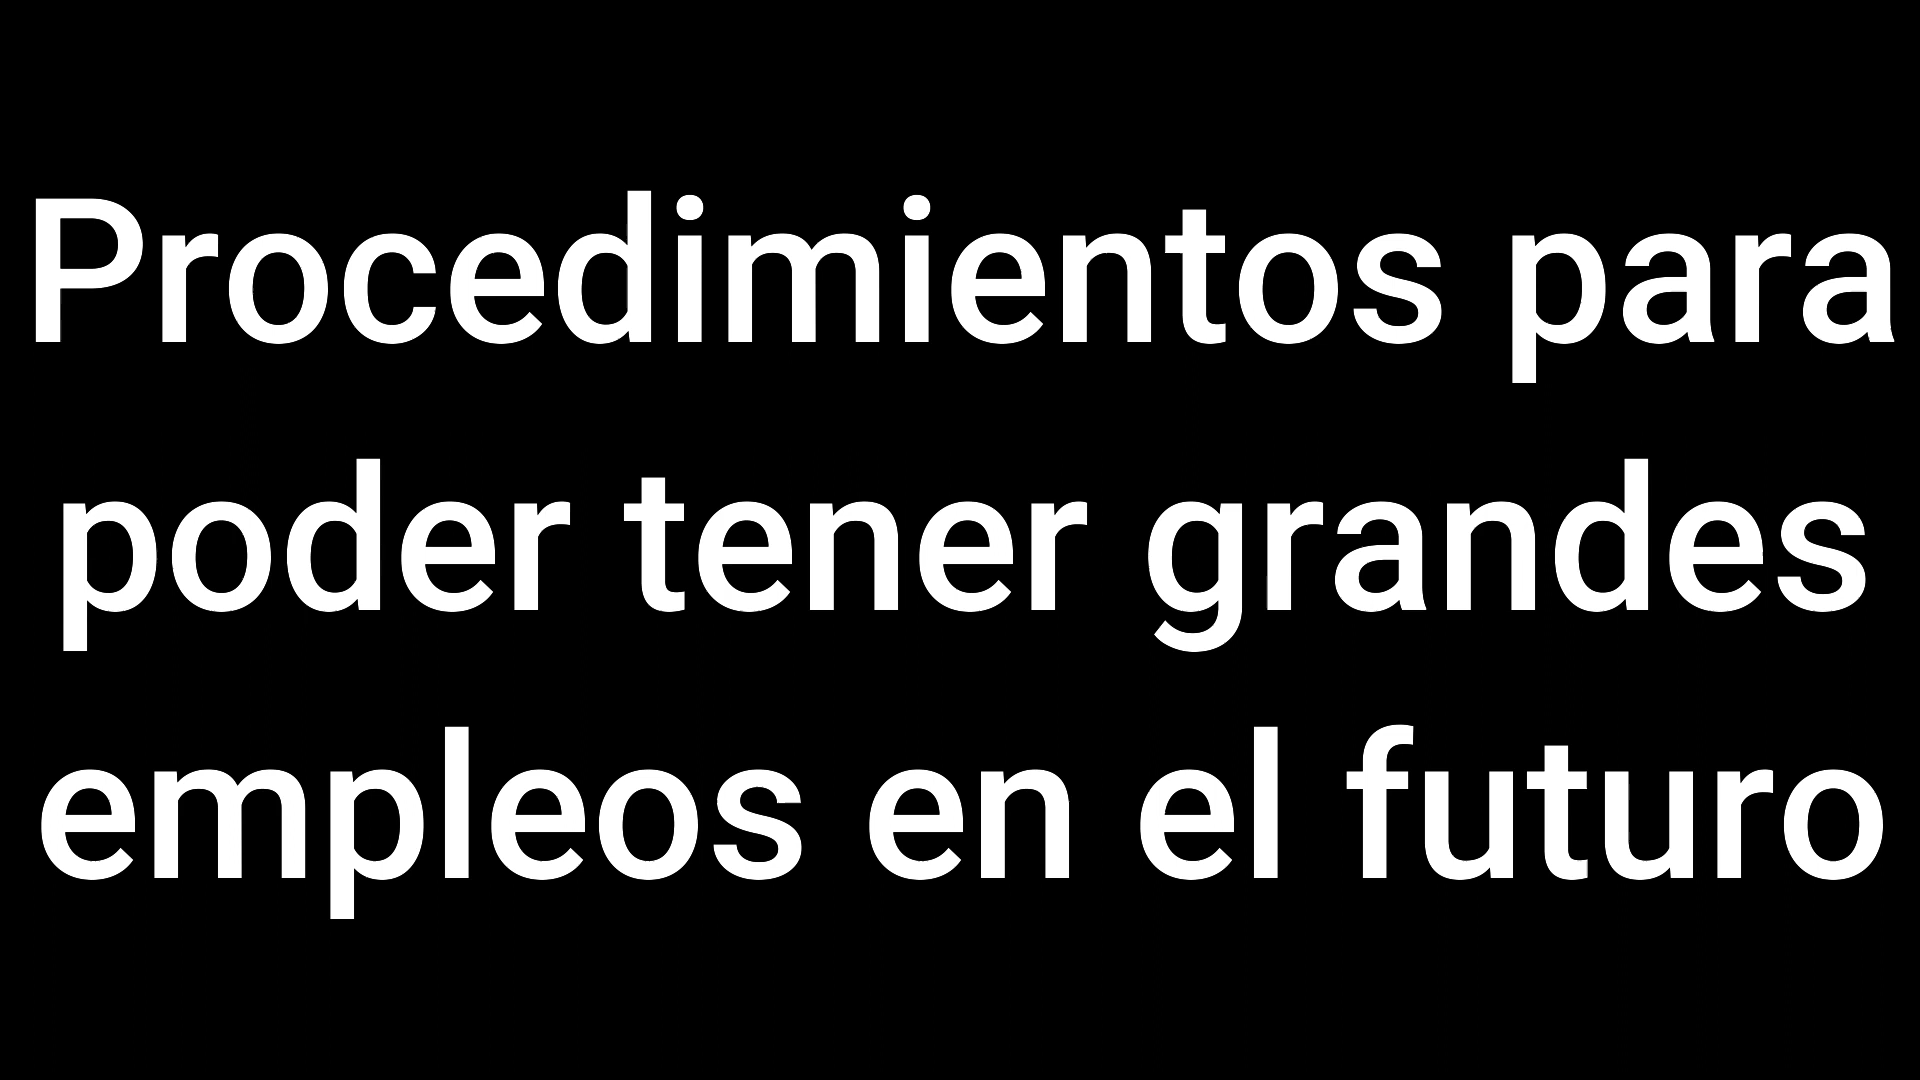 Procedimientos para
poder tener grandes
empleos en el futuro